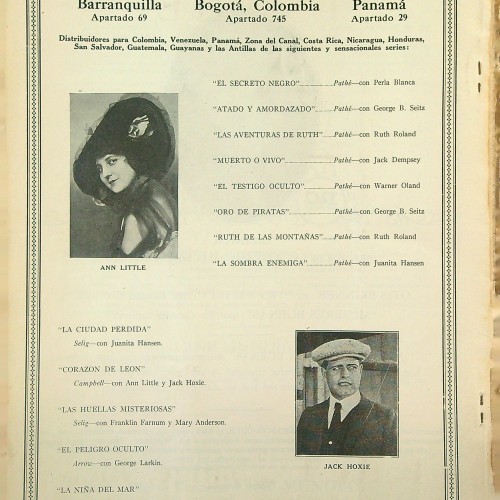 Barranquilla Bogotá, Colombia Panamá
Apartado 69 Apartado 745 Apartado 29
Distribuidores para Colombia, Venezuela, Panamá, Zona del Canal, Costa Rica, Nicaragua, Honduras,
San Salvador, Guatemala, Guayanas y las Antillas de las siguientes y sensacionales series:
"EL SECRETO NEGRO" Pathé—con Perla Blanca
"ATADO Y AMORDAZADO" Pathé—con George B. Seitz
"LAS AVENTURAS DE RUTH" Pathé—con Ruth Roland
"MUERTO O VIVO" Pathé—con Jack Dempsey
"EL TESTIGO OCULTO" Pathé—con Warner Oland
"ORO DE PIRATAS" Pathé—con George B. Seitz
"RUTH DE LAS MONTAÑAS" Pathé—con Ruth Roland
"LA SOMBRA ENEMIGA" Pathé—con Juanita Hansen
ANN LITTLE
"LA CIUDAD PERDIDA"
Selig—con Juanita Hansen.
"CORAZON DE LEON"
Campbell—con Ann Little y Jack Hoxie.
"LAS HUELLAS MISTERIOSAS"
Selig—con Franklin Farnum y Mary Anderson.
"EL PELIGRO OCULTO"
Arrow—con George Larkin.
"LA NIÑA DEL MAR"
JACK HOXIE